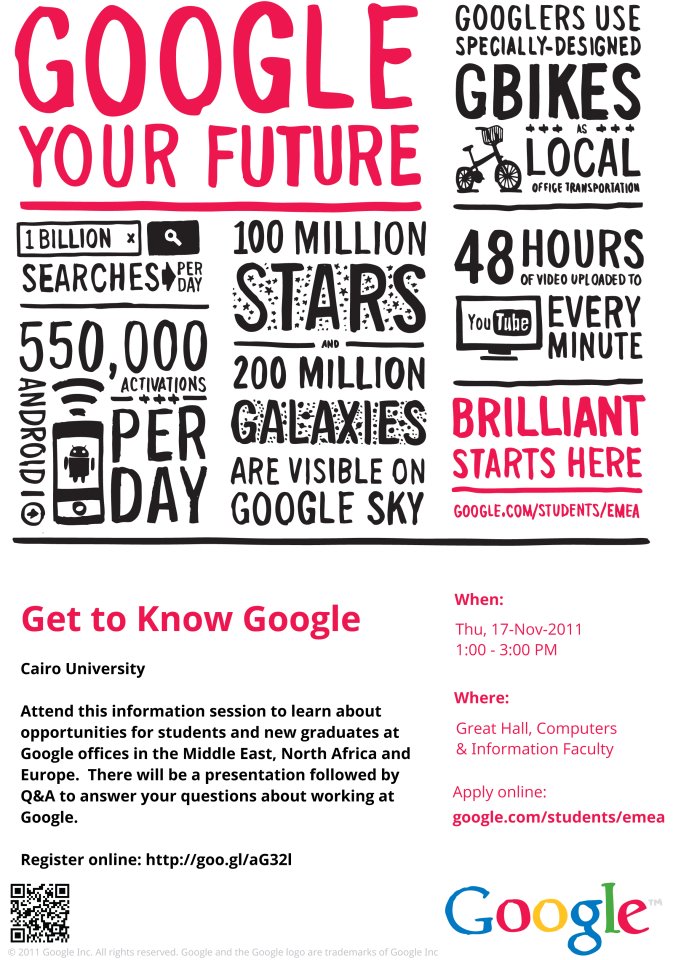 GOOGLE
YOUR FUTURE
1 BILLION x
SEARCHES PER
DAY
550,000
ACTIVATIONS
ANDROID
PER
DAY
100 MILLION
STARS
AND
200 MILLION
GALAXIES
ARE VISIBLE ON
GOOGLE SKY
GOOGLERS USE
SPECIALLY-DESIGNED
GBIKES
AS
LOCAL
OFFICE TRANSPORTATION
48 HOURS
OF VIDEO UPLOADED TO
YouTube EVERY
MINUTE
BRILLIANT
STARTS HERE
GOOGLE.COM/STUDENTS/EMEA
Get to Know Google
Cairo University
Attend this information session to learn about
opportunities for students and new graduates at
Google offices in the Middle East, North Africa and
Europe.  There will be a presentation followed by
Q&A to answer your questions about working at
Google.
Register online: http://goo.gl/aG32l
When:
Thu, 17-Nov-2011
1:00 - 3:00 PM
Where:
Great Hall, Computers
& Information Faculty
Apply online:
google.com/students/emea
Google™
© 2011 Google Inc. All rights reserved. Google and the Google logo are trademarks of Google Inc